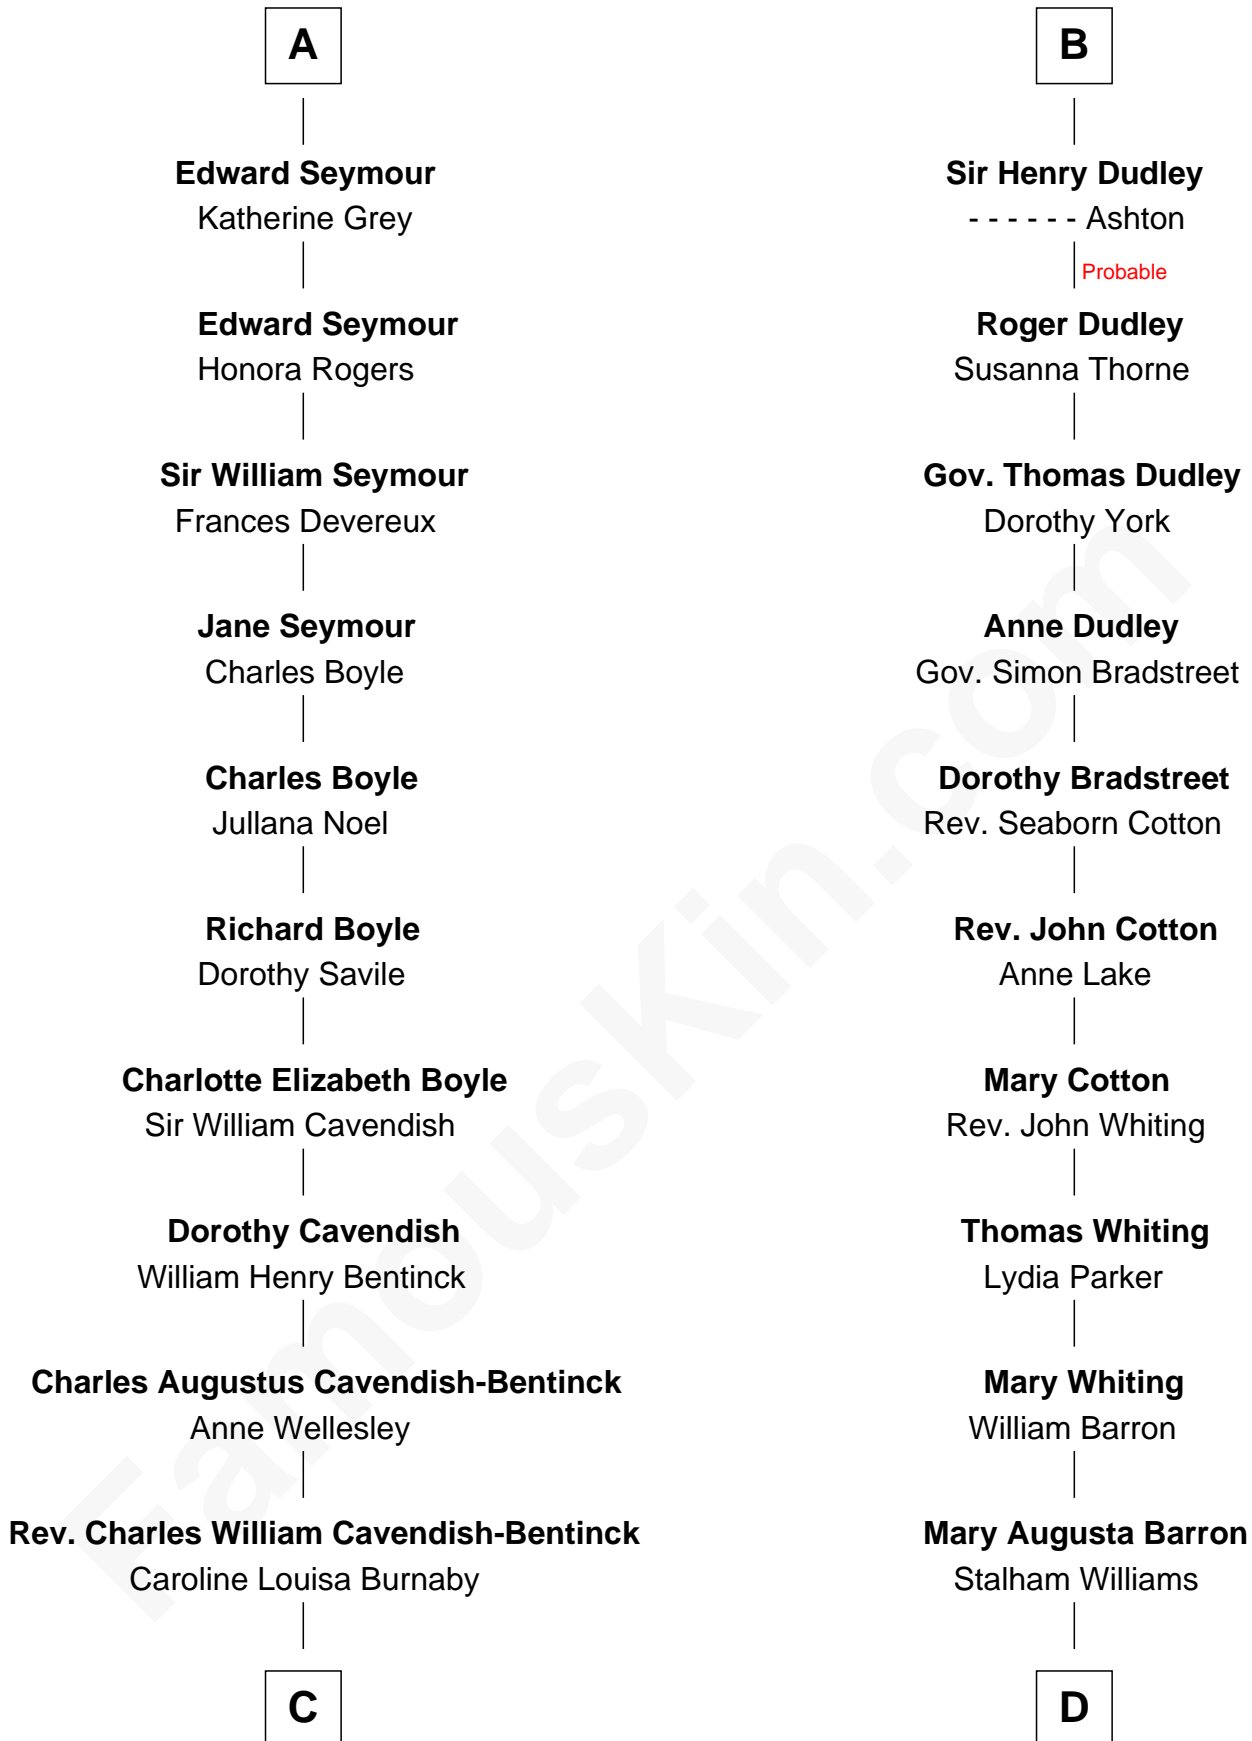 A
Edward Seymour
Katherine Grey
Edward Seymour
Honora Rogers
Sir William Seymour
Frances Devereux
Jane Seymour
Charles Boyle
Charles Boyle
Jullana Noel
Richard Boyle
Dorothy Savile
Charlotte Elizabeth Boyle
Sir William Cavendish
Dorothy Cavendish
William Henry Bentinck
Charles Augustus Cavendish-Bentinck
Anne Wellesley
Rev. Charles William Cavendish-Bentinck
Caroline Louisa Burnaby
C
B
Sir Henry Dudley
- - - - - - Ashton
Probable
Roger Dudley
Susanna Thorne
Gov. Thomas Dudley
Dorothy York
Anne Dudley
Gov. Simon Bradstreet
Dorothy Bradstreet
Rev. Seaborn Cotton
Rev. John Cotton
Anne Lake
Mary Cotton
Rev. John Whiting
Thomas Whiting
Lydia Parker
Mary Whiting
William Barron
Mary Augusta Barron
Stalham Williams
D
FamousKin.com